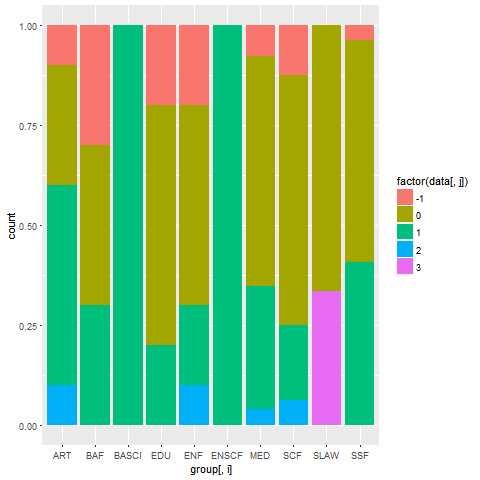 1.00
0.75
0.50
0.25
0.00
count
ART BAF BASCI EDU ENF ENSCF MED SCF SLAW SSF
group[, i]
factor(data[, j])
-1
0
1
2
3